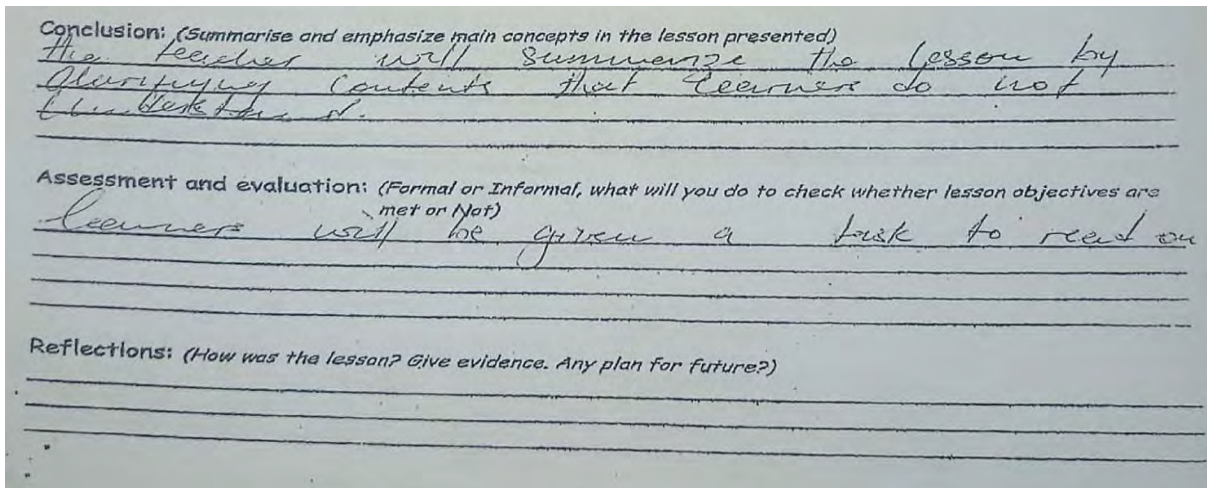 Conclusion: (Summarise and emphasize main concepts in the lesson presented)
The teacher will summarize the lesson by
clarifying contents that learners do not
understand.
Assessment and evaluation: (Formal or Informal, what will you do to check whether lesson objectives are
met or Not)
learners will be given a task to read on
Reflections: (How was the lesson? Give evidence. Any plan for future?)